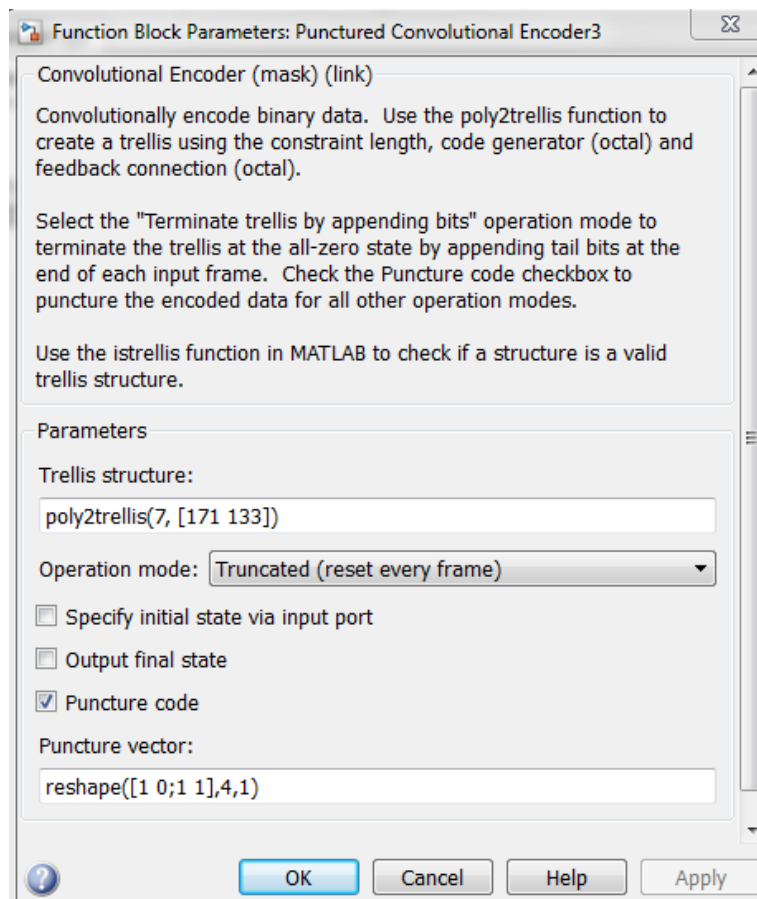 Function Block Parameters: Punctured Convolutional Encoder3
Convolutional Encoder (mask) (link)
Convolutionally encode binary data.  Use the poly2trellis function to
create a trellis using the constraint length, code generator (octal) and
feedback connection (octal).
Select the "Terminate trellis by appending bits" operation mode to
terminate the trellis at the all-zero state by appending tail bits at the
end of each input frame.  Check the Puncture code checkbox to
puncture the encoded data for all other operation modes.
Use the istrellis function in MATLAB to check if a structure is a valid
trellis structure.
Parameters
Trellis structure:
poly2trellis(7, [171 133])
Operation mode: Truncated (reset every frame)
Specify initial state via input port
Output final state
Puncture code
Puncture vector:
reshape([1 0;1 1],4,1)
? OK Cancel Help Apply